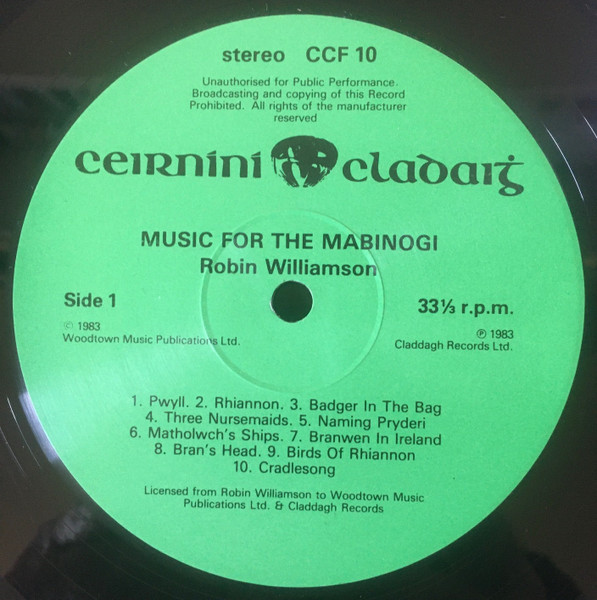 stereo CCF 10
Unauthorised for Public Performance.
Broadcasting and copying of this Record
Prohibited. All rights of the manufacturer
reserved
ceirníní cladaiġ
MUSIC FOR THE MABINOGI
Robin Williamson
Side 1
33⅓ r.p.m.
© 1983
Woodtown Music Publications Ltd.
℗ 1983
Claddagh Records Ltd.
1. Pwyll. 2. Rhiannon. 3. Badger In The Bag
4. Three Nursemaids. 5. Naming Pryderi
6. Matholwch's Ships. 7. Branwen In Ireland
8. Bran's Head. 9. Birds Of Rhiannon
10. Cradlesong
Licensed from Robin Williamson to Woodtown Music
Publications Ltd. & Claddagh Records